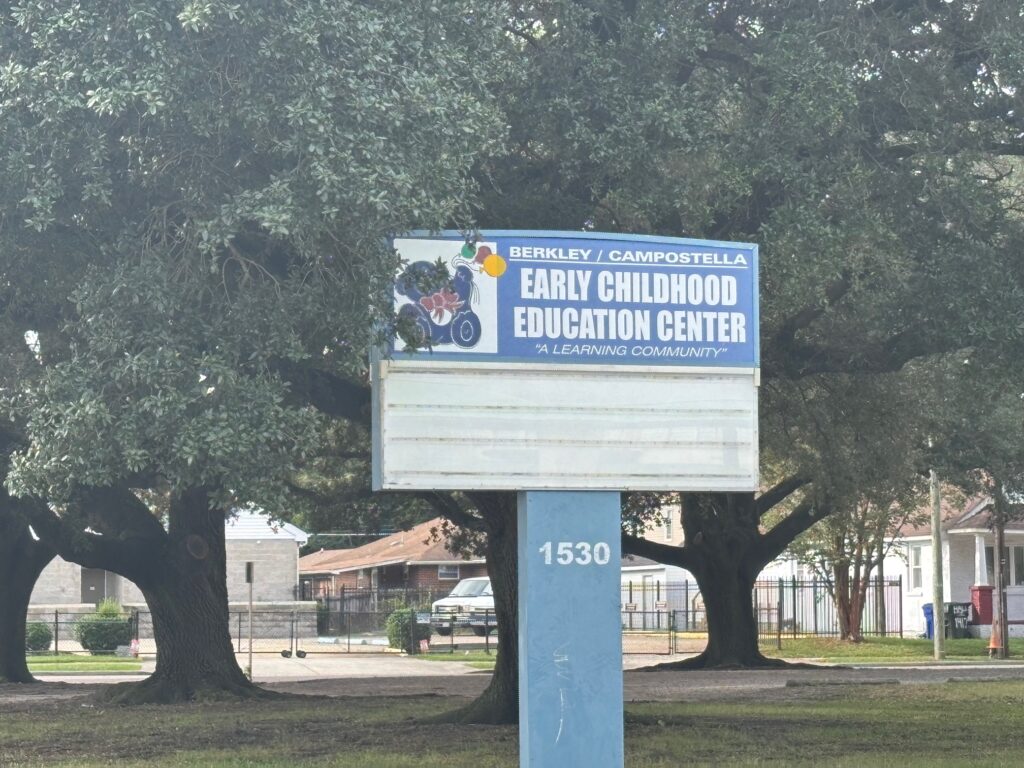 BERKLEY / CAMPOSTELLA
EARLY CHILDHOOD
EDUCATION CENTER
"A LEARNING COMMUNITY"
1530